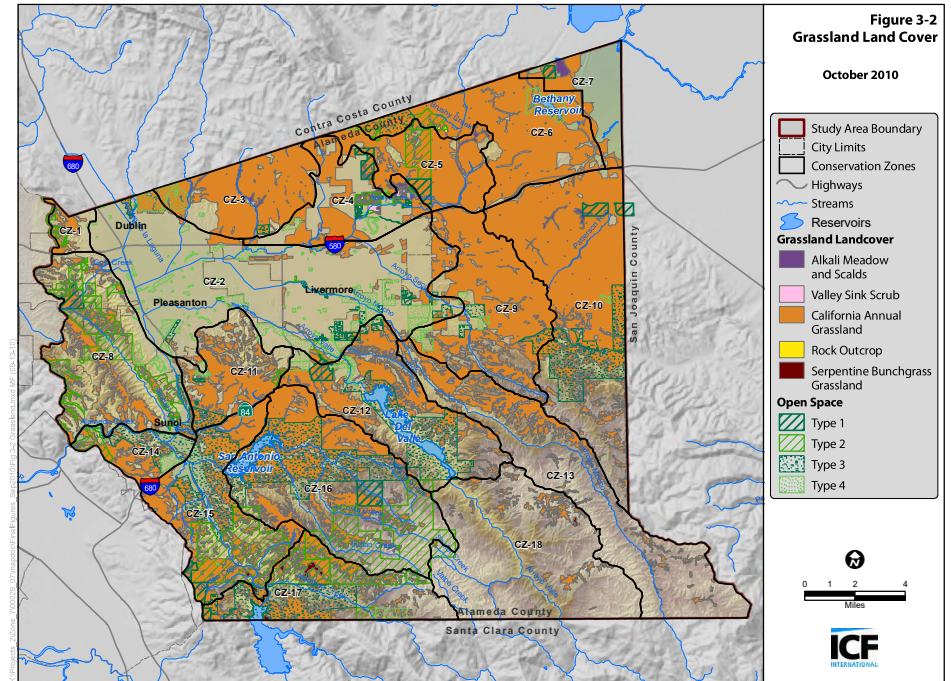 Figure 3-2
Grassland Land Cover
October 2010
Study Area Boundary
City Limits
Conservation Zones
Highways
Streams
Reservoirs
Grassland Landcover
Alkali Meadow
and Scalds
Valley Sink Scrub
California Annual
Grassland
Rock Outcrop
Serpentine Bunchgrass
Grassland
Open Space
Type 1
Type 2
Type 3
Type 4
N
0 1 2 4
Miles
ICF
INTERNATIONAL
Contra Costa County
Alameda County
CZ-7
Bethany
Reservoir
CZ-6
CZ-5
680
CZ-3
CZ-4
CZ-1
Dublin
580
San Joaquin County
CZ-2
Livermore
Pleasanton
CZ-9
CZ-10
CZ-8
CZ-11
84
CZ-12
Lake
Del
Valle
Sunol
CZ-14
San Antonio
Reservoir
CZ-13
680
CZ-16
CZ-15
CZ-18
CZ-17
Alameda County
Santa Clara County